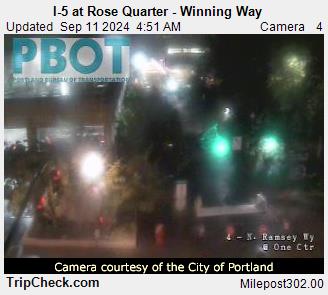 I-5 at Rose Quarter - Winning Way
Updated Sep 11 2024 4:51 AM Camera 4
PBOT
PORTLAND BUREAU OF TRANSPORTATION
4 - N. Ramsey Wy
@ One Ctr
Camera courtesy of the City of Portland
TripCheck.com Milepost302.00